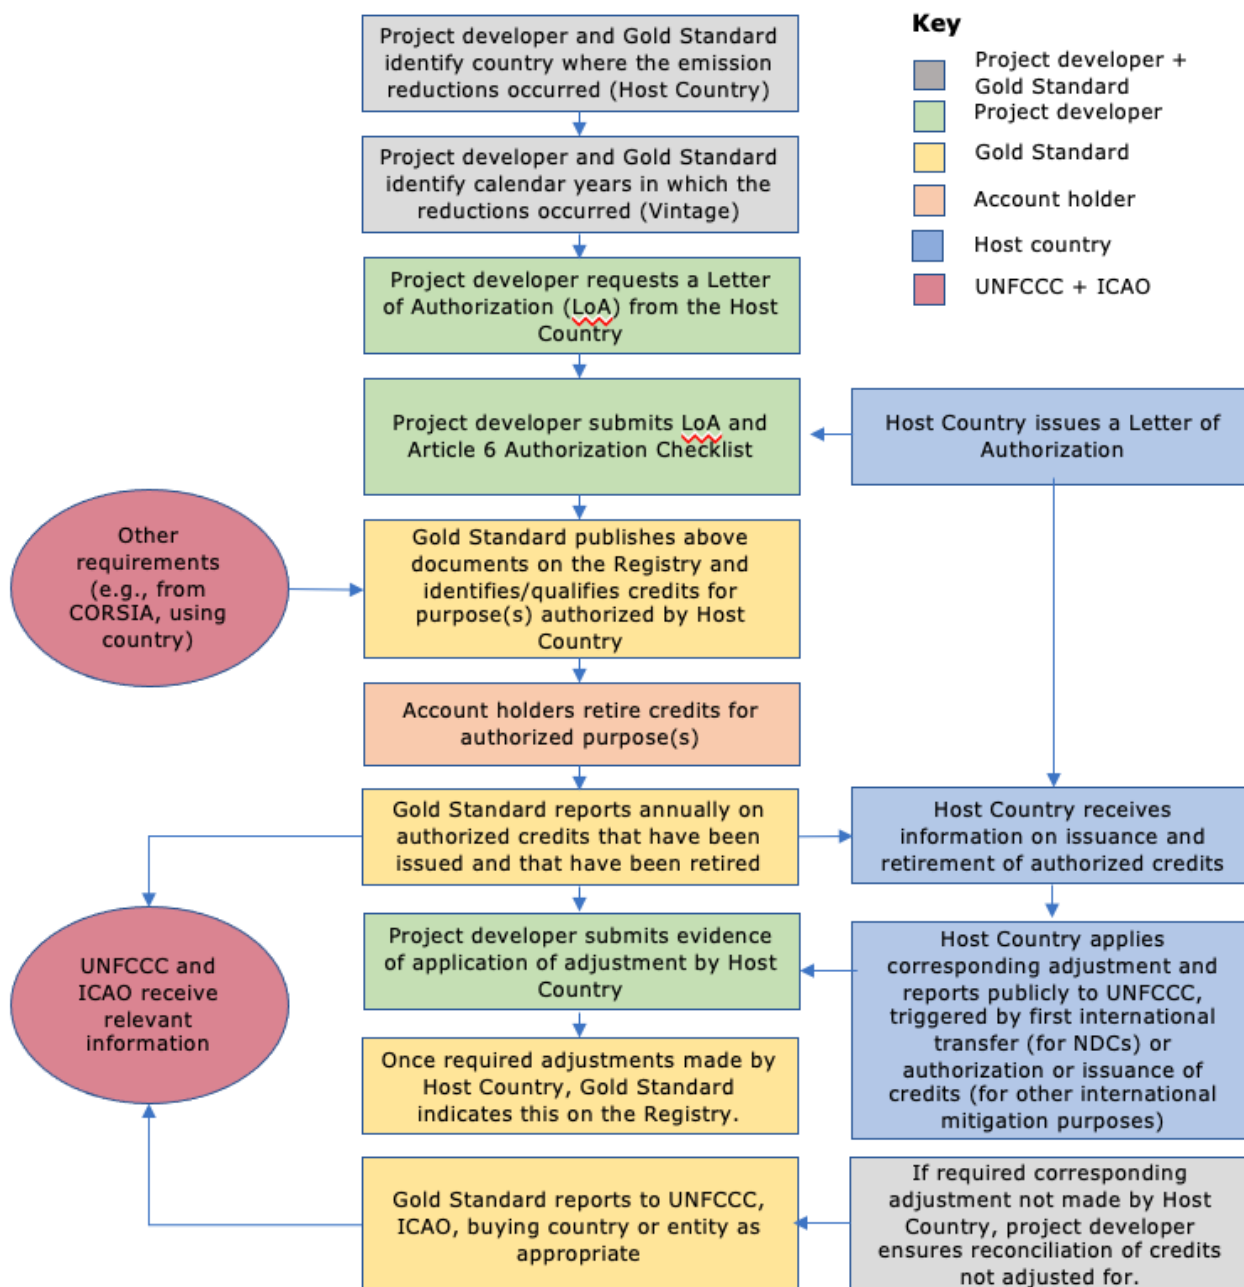 Project developer and Gold Standard
identify country where the emission
reductions occurred (Host Country)
Key
Project developer +
Gold Standard
Project developer
Gold Standard
Account holder
Host country
UNFCCC + ICAO
Project developer and Gold Standard
identify calendar years in which the
reductions occurred (Vintage)
Project developer requests a Letter
of Authorization (LoA) from the Host
Country
Project developer submits LoA and
Article 6 Authorization Checklist
Host Country issues a Letter of
Authorization
Other
requirements
(e.g., from
CORSIA, using
country)
Gold Standard publishes above
documents on the Registry and
identifies/qualifies credits for
purpose(s) authorized by Host
Country
Account holders retire credits for
authorized purpose(s)
Gold Standard reports annually on
authorized credits that have been
issued and that have been retired
Host Country receives
information on issuance and
retirement of authorized credits
UNFCCC and
ICAO receive
relevant
information
Project developer submits evidence
of application of adjustment by Host
Country
Host Country applies
corresponding adjustment and
reports publicly to UNFCCC,
triggered by first international
transfer (for NDCs) or
authorization or issuance of
credits (for other international
mitigation purposes)
Once required adjustments made by
Host Country, Gold Standard
indicates this on the Registry.
Gold Standard reports to UNFCCC,
ICAO, buying country or entity as
appropriate
If required corresponding
adjustment not made by Host
Country, project developer
ensures reconciliation of credits
not adjusted for.